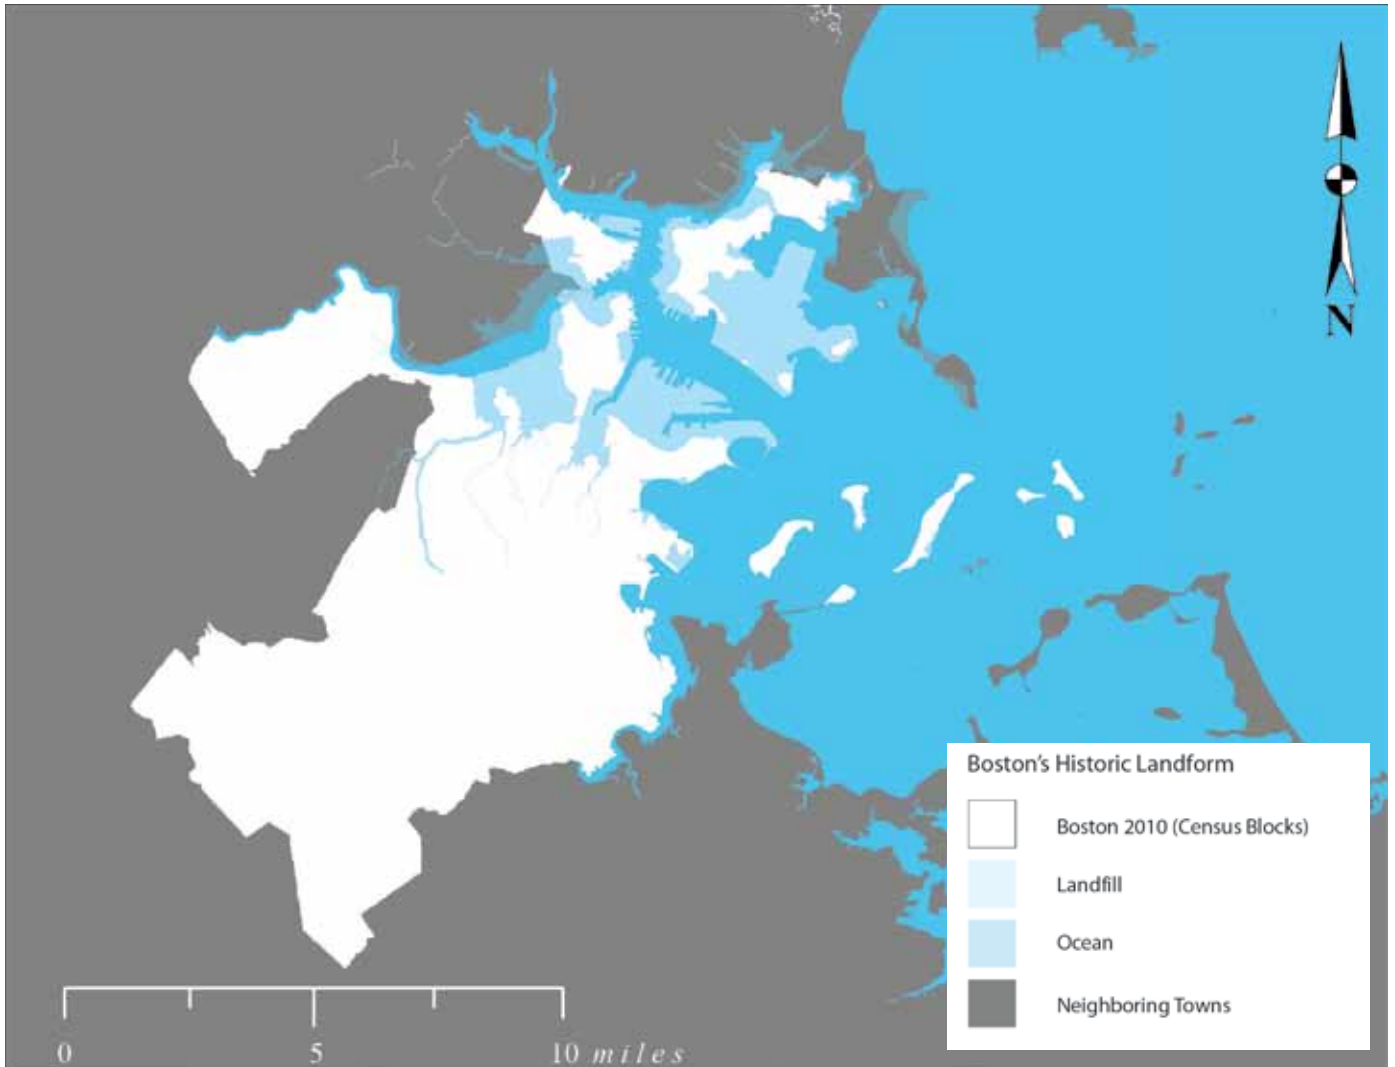 N
Boston's Historic Landform
Boston 2010 (Census Blocks)
Landfill
Ocean
Neighboring Towns
0 5 10 miles